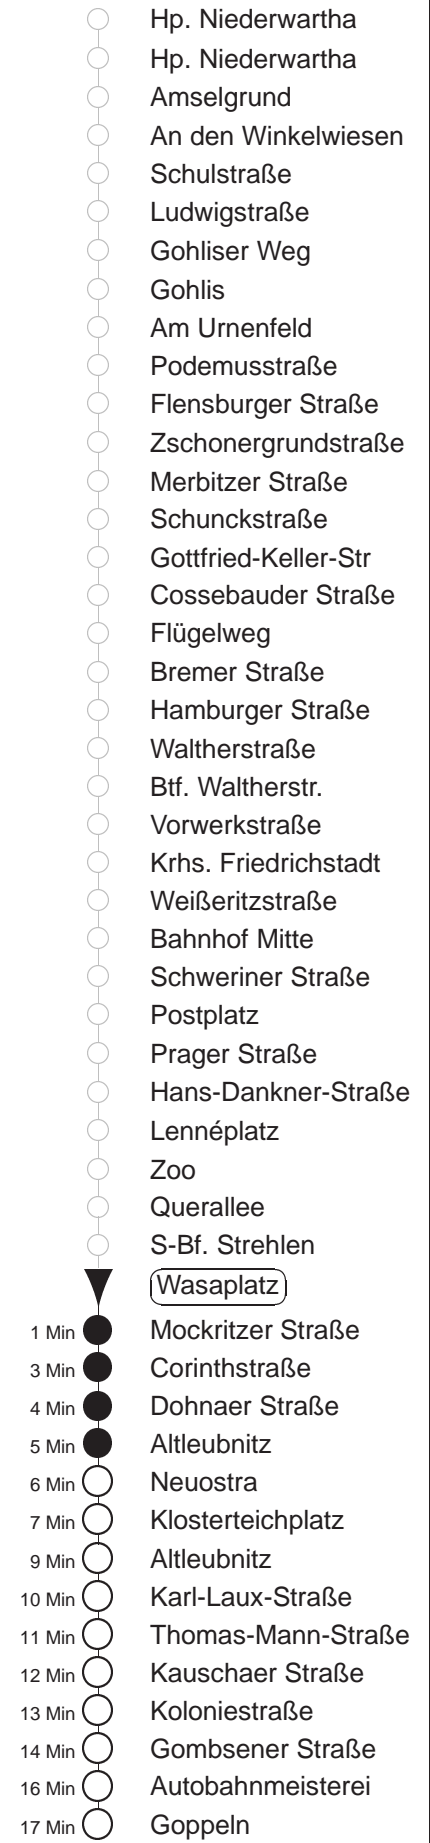 Hp. Niederwartha
Hp. Niederwartha
Amselgrund
An den Winkelwiesen
Schulstraße
Ludwigstraße
Gohliser Weg
Gohlis
Am Urnenfeld
Podemusstraße
Flensburger Straße
Zschonergrundstraße
Merbitzer Straße
Schunckstraße
Gottfried-Keller-Str
Cossebauder Straße
Flügelweg
Bremer Straße
Hamburger Straße
Waltherstraße
Btf. Waltherstr.
Vorwerkstraße
Krhs. Friedrichstadt
Weißeritzstraße
Bahnhof Mitte
Schweriner Straße
Postplatz
Prager Straße
Hans-Dankner-Straße
Lennéplatz
Zoo
Querallee
S-Bf. Strehlen
Wasaplatz
1 Min Mockritzer Straße
3 Min Corinthstraße
4 Min Dohnaer Straße
5 Min Altleubnitz
6 Min Neuostra
7 Min Klosterteichplatz
9 Min Altleubnitz
10 Min Karl-Laux-Straße
11 Min Thomas-Mann-Straße
12 Min Kauschaer Straße
13 Min Koloniestraße
14 Min Gombsener Straße
16 Min Autobahnmeisterei
17 Min Goppeln